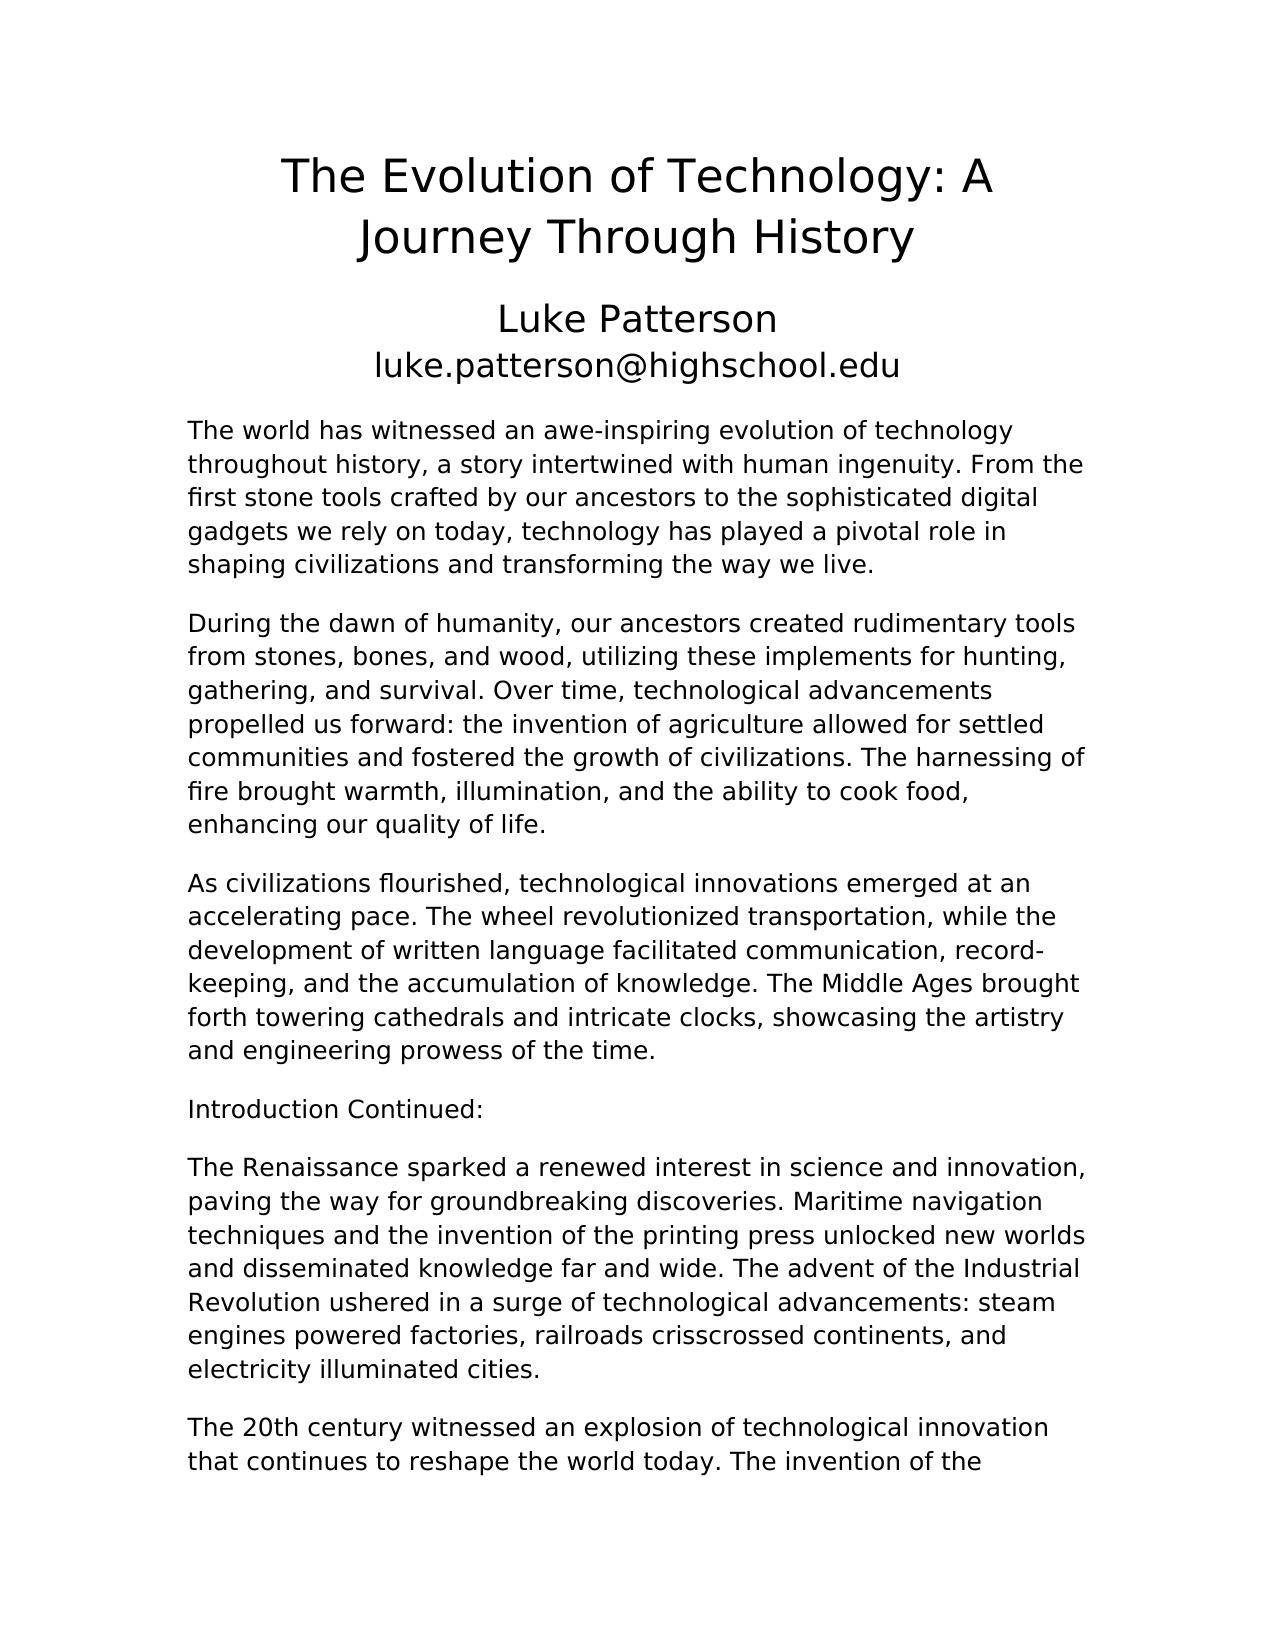 The Evolution of Technology: A
Journey Through History
Luke Patterson
luke.patterson@highschool.edu
The world has witnessed an awe-inspiring evolution of technology
throughout history, a story intertwined with human ingenuity. From the
first stone tools crafted by our ancestors to the sophisticated digital
gadgets we rely on today, technology has played a pivotal role in
shaping civilizations and transforming the way we live.
During the dawn of humanity, our ancestors created rudimentary tools
from stones, bones, and wood, utilizing these implements for hunting,
gathering, and survival. Over time, technological advancements
propelled us forward: the invention of agriculture allowed for settled
communities and fostered the growth of civilizations. The harnessing of
fire brought warmth, illumination, and the ability to cook food,
enhancing our quality of life.
As civilizations flourished, technological innovations emerged at an
accelerating pace. The wheel revolutionized transportation, while the
development of written language facilitated communication, record-
keeping, and the accumulation of knowledge. The Middle Ages brought
forth towering cathedrals and intricate clocks, showcasing the artistry
and engineering prowess of the time.
Introduction Continued:
The Renaissance sparked a renewed interest in science and innovation,
paving the way for groundbreaking discoveries. Maritime navigation
techniques and the invention of the printing press unlocked new worlds
and disseminated knowledge far and wide. The advent of the Industrial
Revolution ushered in a surge of technological advancements: steam
engines powered factories, railroads crisscrossed continents, and
electricity illuminated cities.
The 20th century witnessed an explosion of technological innovation
that continues to reshape the world today. The invention of the